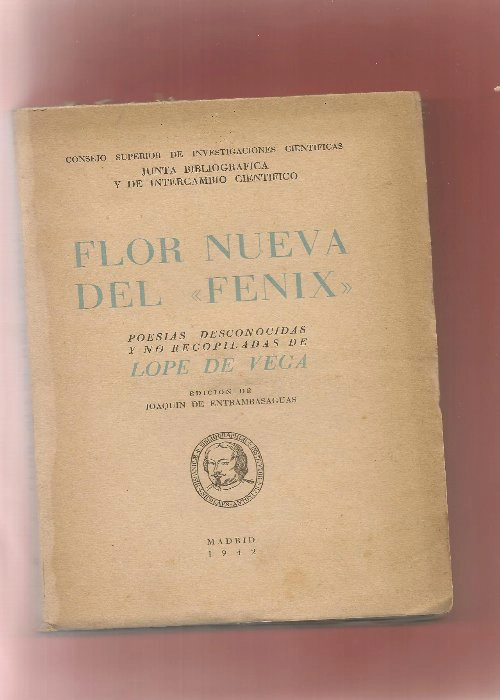 CONSEJO SUPERIOR DE INVESTIGACIONES CIENTIFICAS
JUNTA BIBLIOGRAFICA
Y DE INTERCAMBIO CIENTIFICO
FLOR NUEVA
DEL «FENIX»
POESIAS DESCONOCIDAS
Y NO RECOPILADAS DE
LOPE DE VEGA
EDICION DE
JOAQUIN DE ENTRAMBASAGUAS
MADRID
1942